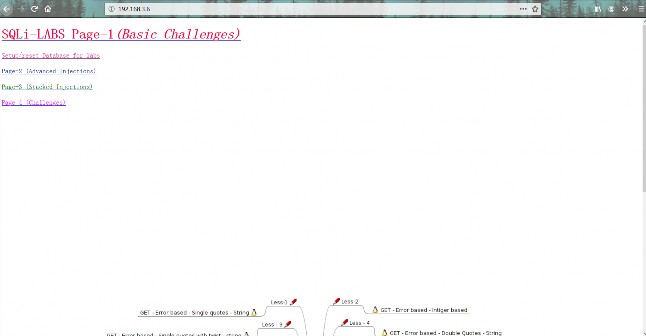 192.168.3.6
SQLi-LABS Page-1(Basic Challenges)
Setup/reset Database for labs
Page-2 (Advanced Injections)
Page-3 (Stacked Injections)
Page-4 (Challenges)
Less-1
Less-2
GET - Error based - Single quotes - String
GET - Error based - Intiger based
Less - 3
Less - 4
GET - Error based - Single quotes with twist - string
GET - Error based - Double Quotes - String